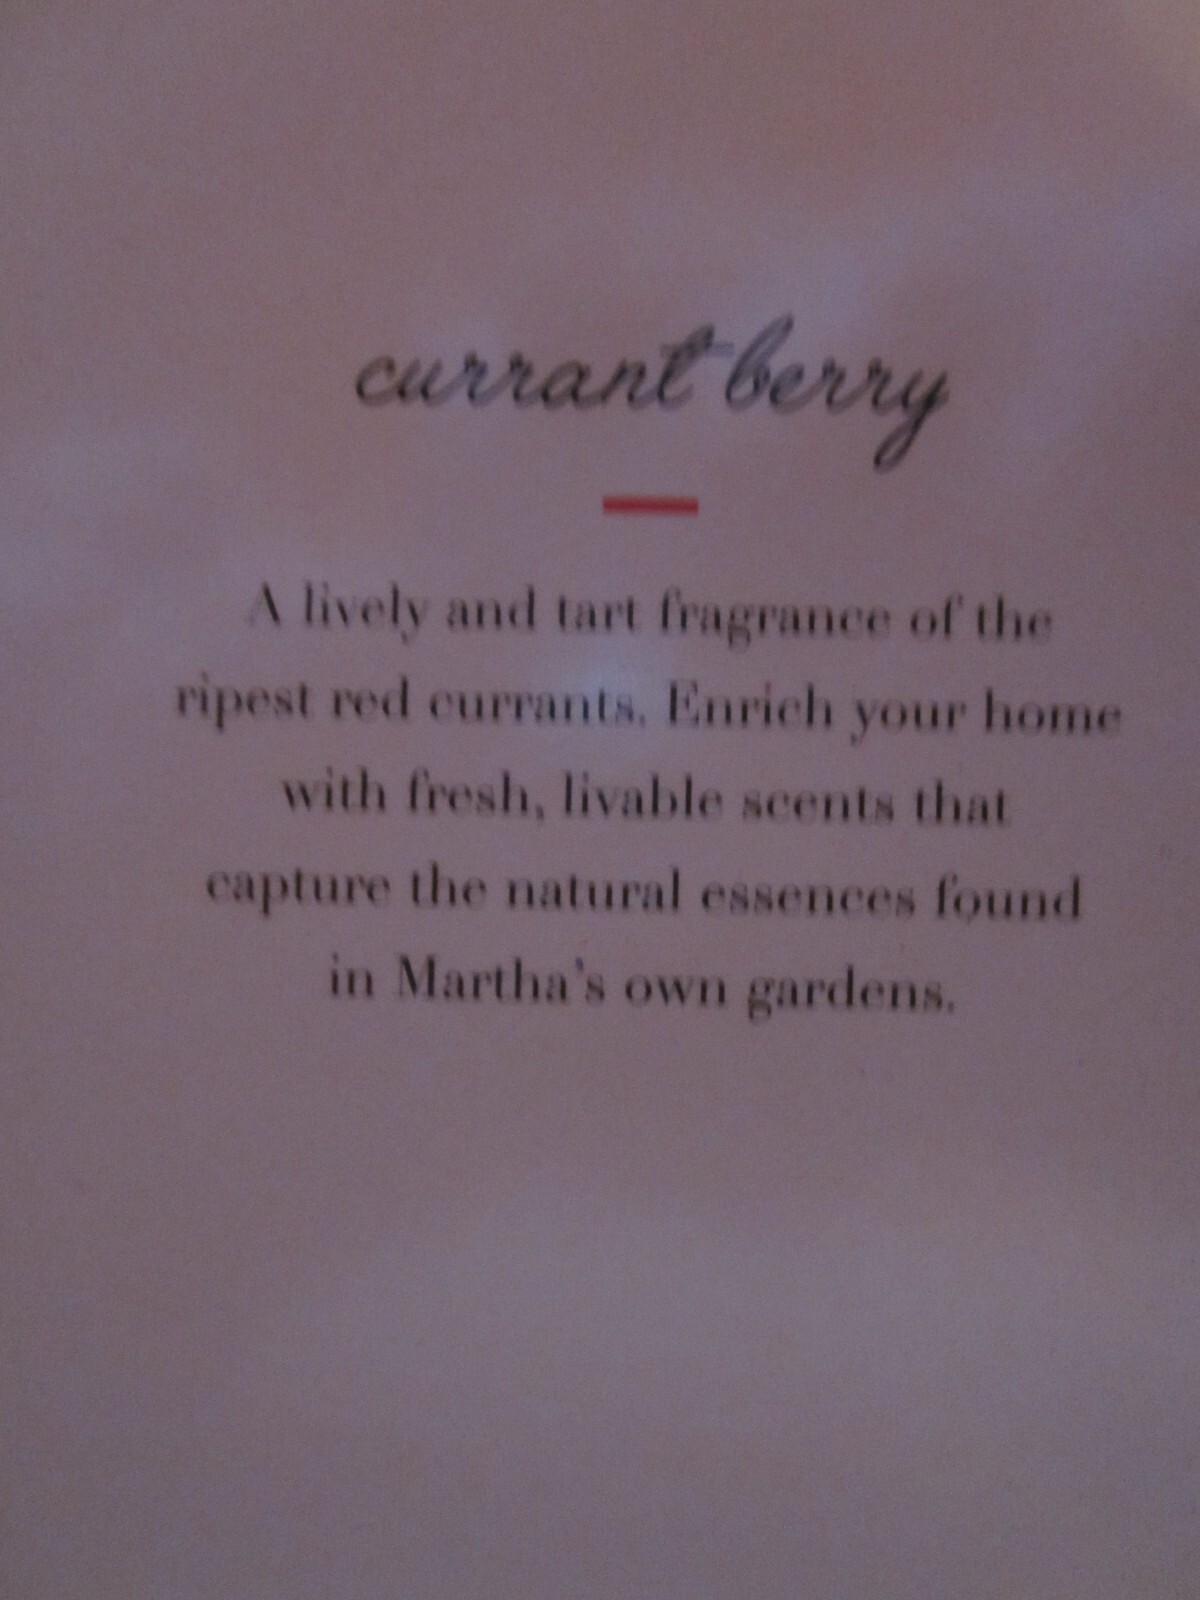 currant berry
A lively and tart fragrance of the
ripest red currants. Enrich your home
with fresh, livable scents that
capture the natural essences found
in Martha's own gardens.